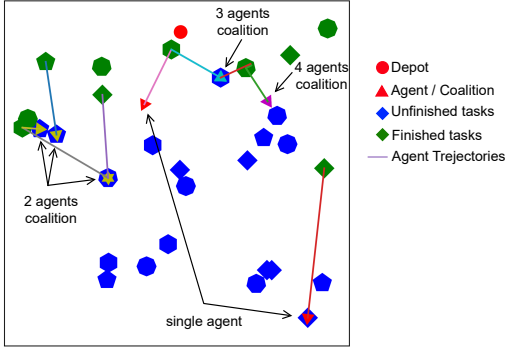 3 agents
coalition
4 agents
coalition
2 agents
coalition
single agent
Depot
Agent / Coalition
Unfinished tasks
Finished tasks
Agent Trejectories